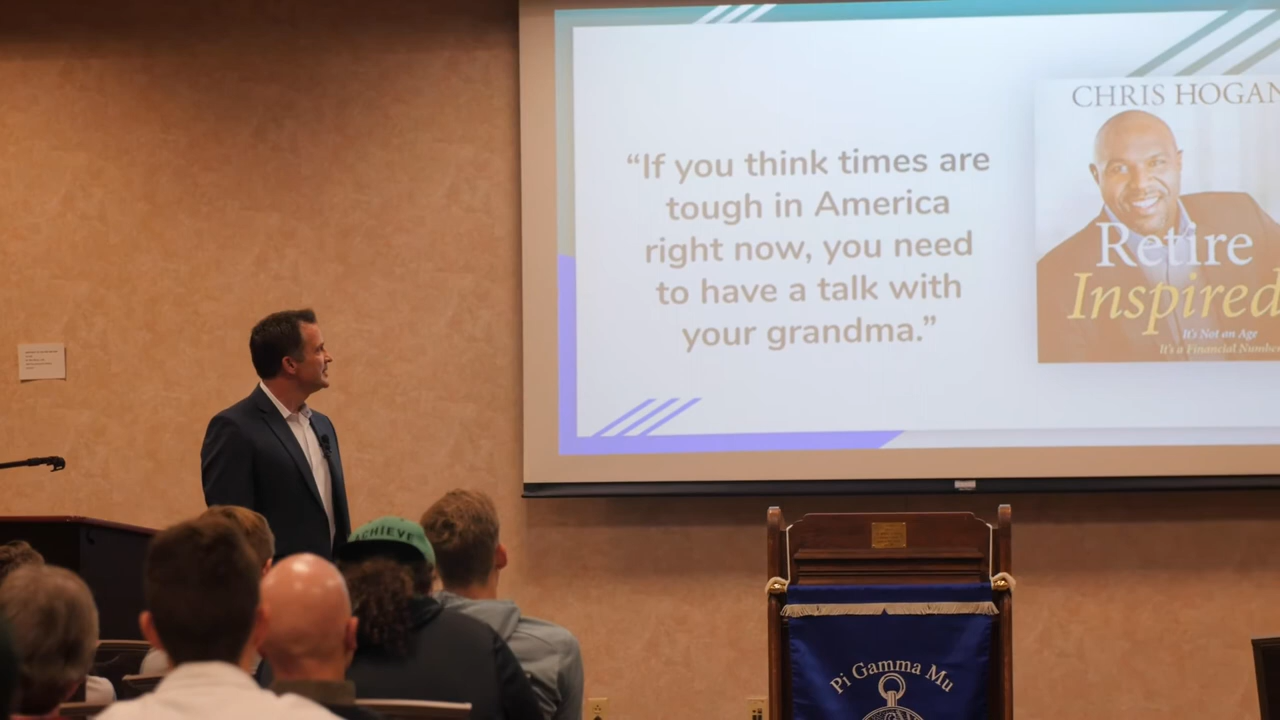 “If you think times are
tough in America
right now, you need
to have a talk with
your grandma.”
CHRIS HOGAN
Retire
Inspired
It's Not an Age
It's a Financial Number
ACHIEVE
Pi Gamma Mu